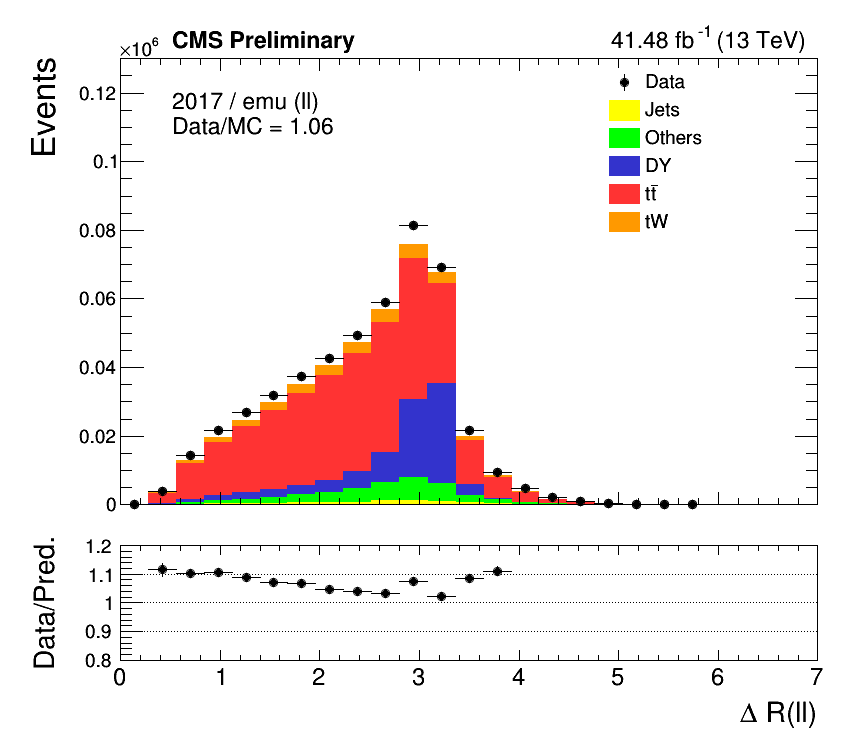 ×10⁶ CMS Preliminary 41.48 fb⁻¹ (13 TeV)
Events
2017 / emu (ll)
Data/MC = 1.06
Data
Jets
Others
DY
tt̄
tW
0.12
0.1
0.08
0.06
0.04
0.02
0
Data/Pred.
1.2
1.1
1
0.9
0.8
0 1 2 3 4 5 6 7
Δ R(ll)